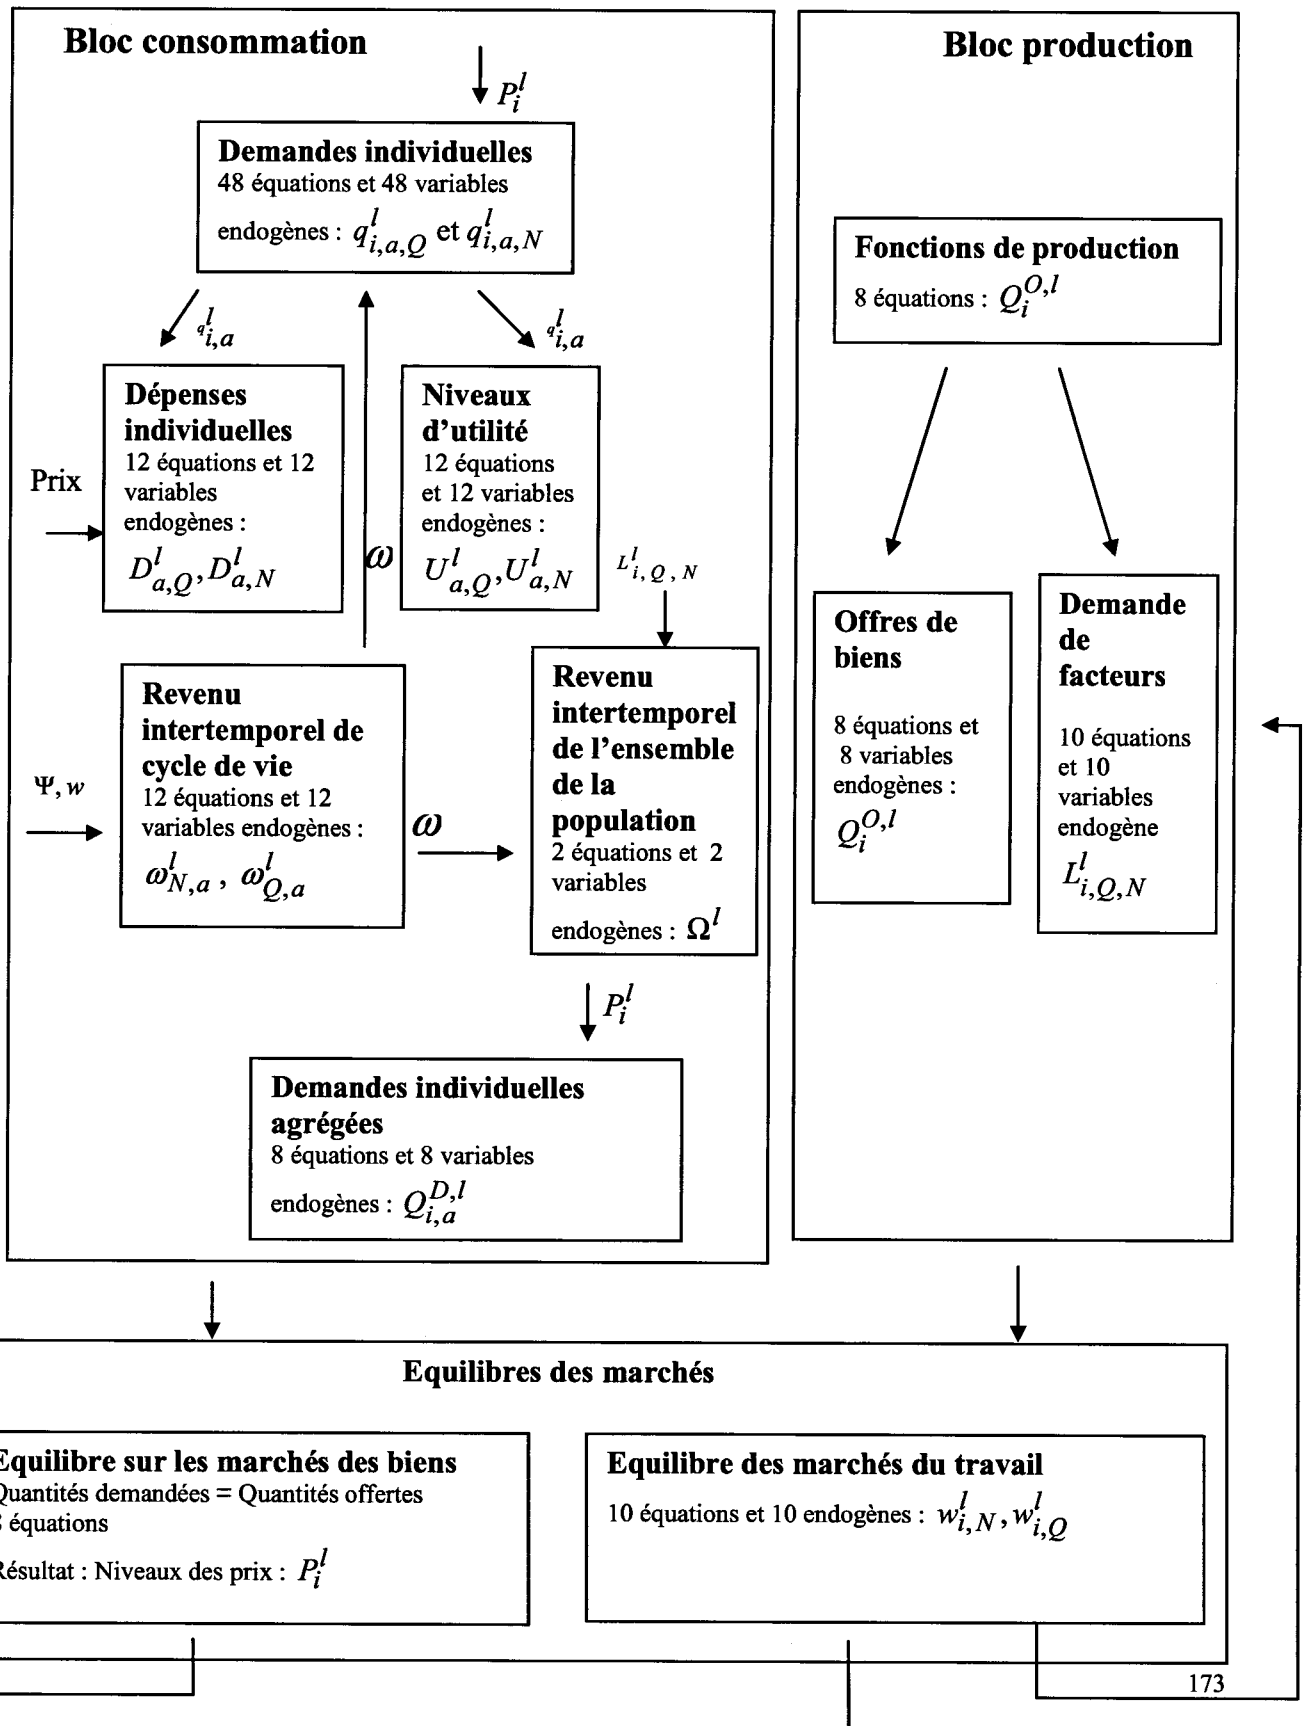 Bloc consommation
$P_i^l$
Demandes individuelles
48 équations et 48 variables
endogènes : $q_{i,a,Q}^l$ et $q_{i,a,N}^l$
$q_{i,a}^l$
$q_{i,a}^l$
Prix
Dépenses
individuelles
12 équations et 12
variables
endogènes :
$D_{a,Q}^l, D_{a,N}^l$
ω
Niveaux
d'utilité
12 équations
et 12 variables
endogènes :
$U_{a,Q}^l, U_{a,N}^l$
$L_{i,Q,N}^l$
Ψ, w
Revenu
intertemporel de
cycle de vie
12 équations et 12
variables endogènes :
$\omega_{N,a}^l, \omega_{Q,a}^l$
ω
Revenu
intertemporel
de l'ensemble
de la
population
2 équations et 2
variables
endogènes : $\Omega^l$
$P_i^l$
Demandes individuelles
agrégées
8 équations et 8 variables
endogènes : $Q_{i,a}^{D,l}$
Bloc production
Fonctions de production
8 équations : $Q_i^{O,l}$
Offres de
biens
8 équations et
8 variables
endogènes :
$Q_i^{O,l}$
Demande
de
facteurs
10 équations
et 10
variables
endogène
$L_{i,Q,N}^l$
Equilibres des marchés
Equilibre sur les marchés des biens
Quantités demandées = Quantités offertes
8 équations
Résultat : Niveaux des prix : $P_i^l$
Equilibre des marchés du travail
10 équations et 10 endogènes : $w_{i,N}^l, w_{i,Q}^l$
173